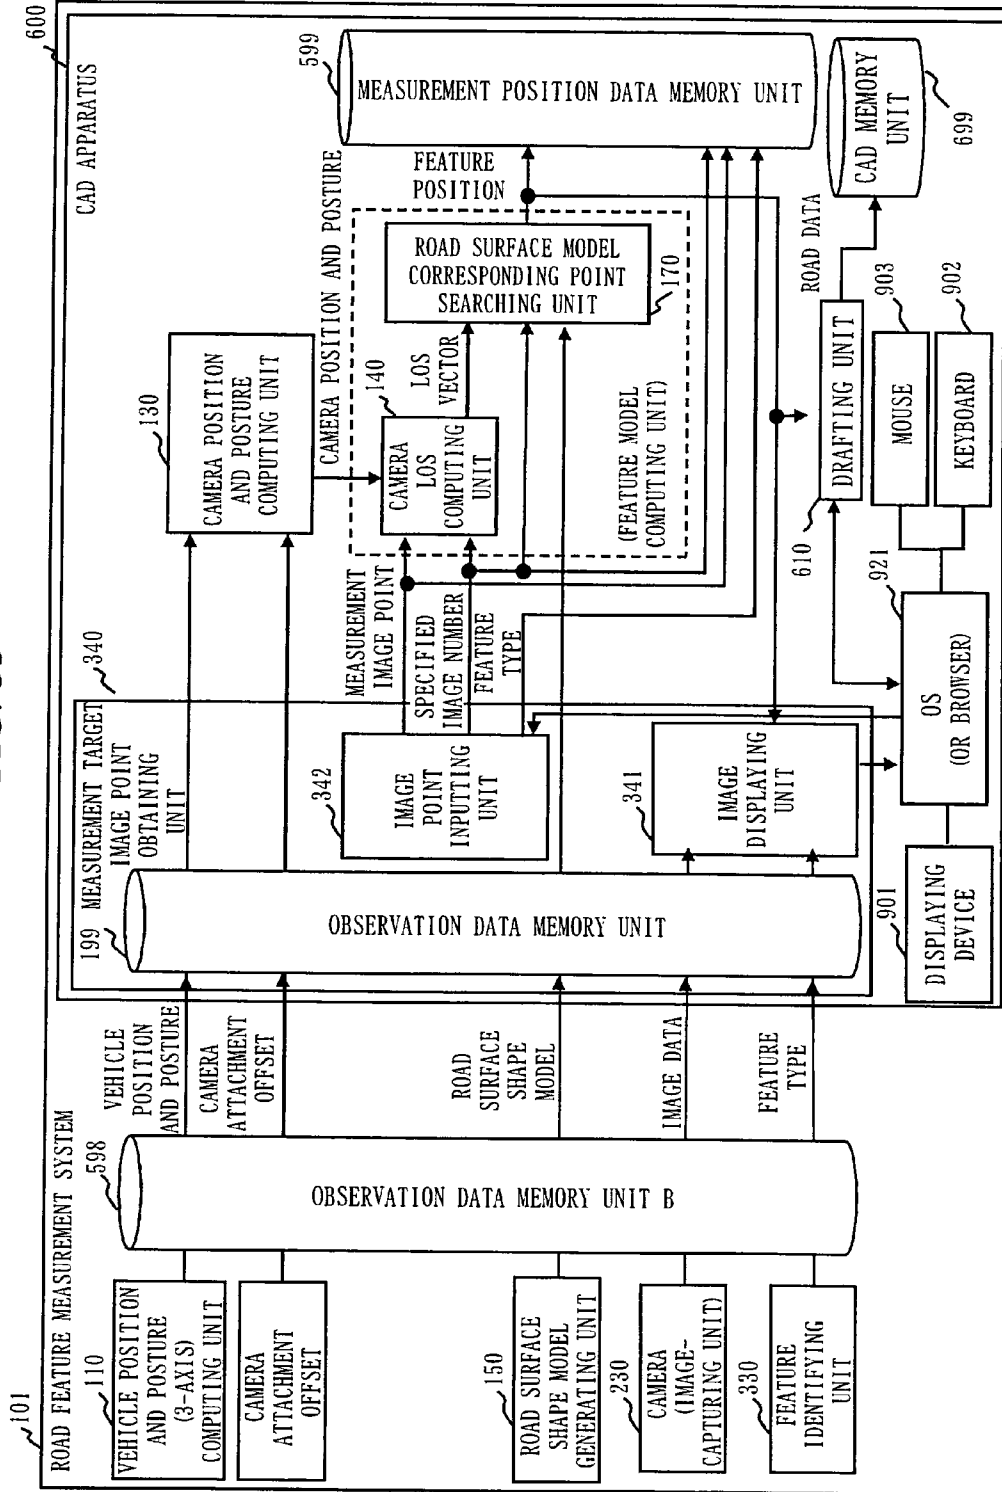 101
ROAD FEATURE MEASUREMENT SYSTEM
110
VEHICLE POSITION
AND POSTURE
(3-AXIS)
COMPUTING UNIT
CAMERA
ATTACHMENT
OFFSET
150
ROAD SURFACE
SHAPE MODEL
GENERATING UNIT
230
CAMERA
(IMAGE-
CAPTURING UNIT)
330
FEATURE
IDENTIFYING
UNIT
598
OBSERVATION DATA MEMORY UNIT B
VEHICLE
POSITION
AND POSTURE
CAMERA
ATTACHMENT
OFFSET
ROAD
SURFACE
SHAPE
MODEL
IMAGE DATA
FEATURE
TYPE
600
CAD APPARATUS
340
MEASUREMENT TARGET
IMAGE POINT
OBTAINING
UNIT
199
OBSERVATION DATA MEMORY UNIT
342
IMAGE
POINT
INPUTTING
UNIT
341
IMAGE
DISPLAYING
UNIT
MEASUREMENT
IMAGE POINT
SPECIFIED
IMAGE NUMBER
FEATURE
TYPE
130
CAMERA POSITION
AND POSTURE
COMPUTING UNIT
CAMERA POSITION AND POSTURE
140
CAMERA
LOS
COMPUTING
UNIT
LOS
VECTOR
ROAD SURFACE MODEL
CORRESPONDING POINT
SEARCHING UNIT
170
(FEATURE MODEL
COMPUTING UNIT)
FEATURE
POSITION
599
MEASUREMENT POSITION DATA MEMORY UNIT
901
DISPLAYING
DEVICE
921
OS
(OR BROWSER)
610
DRAFTING UNIT
903
MOUSE
902
KEYBOARD
ROAD DATA
CAD MEMORY
UNIT
699